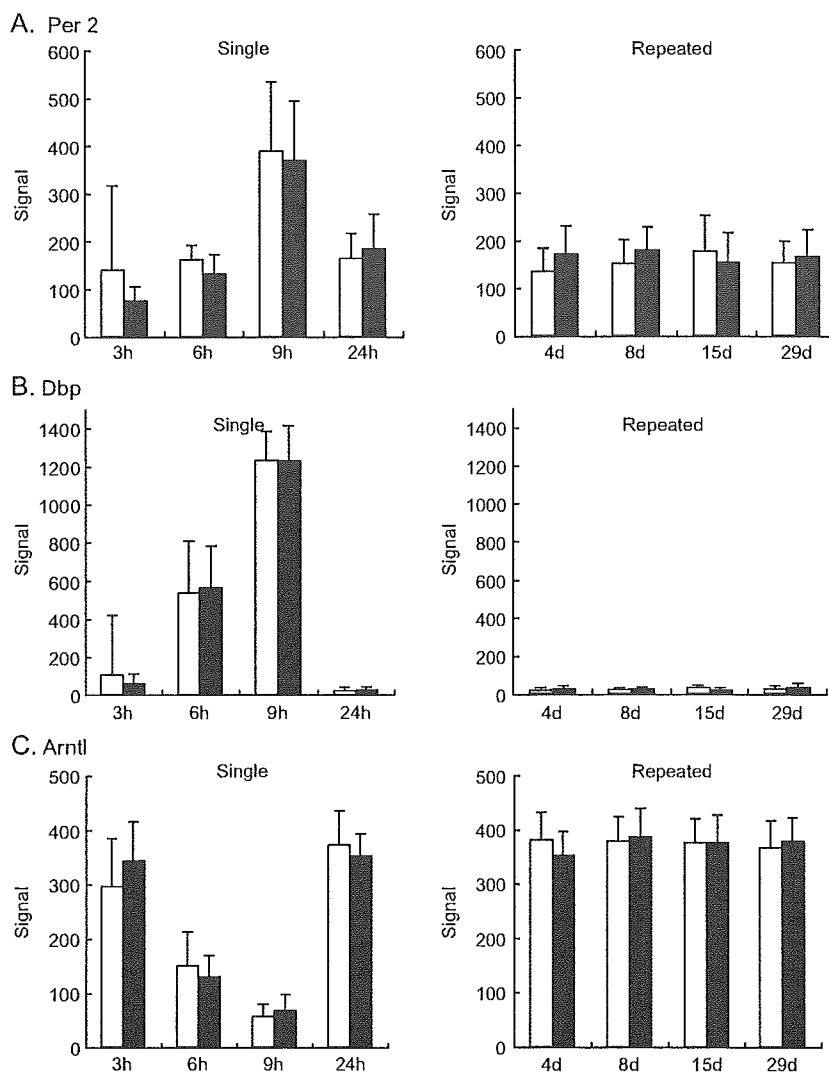 A. Per 2
Single
Repeated
Signal
600
500
400
300
200
100
0
3h 6h 9h 24h
Signal
600
500
400
300
200
100
0
4d 8d 15d 29d
B. Dbp
Single
Repeated
Signal
1400
1200
1000
800
600
400
200
0
3h 6h 9h 24h
Signal
1400
1200
1000
800
600
400
200
0
4d 8d 15d 29d
C. Arntl
Single
Repeated
Signal
500
400
300
200
100
0
3h 6h 9h 24h
Signal
500
400
300
200
100
0
4d 8d 15d 29d